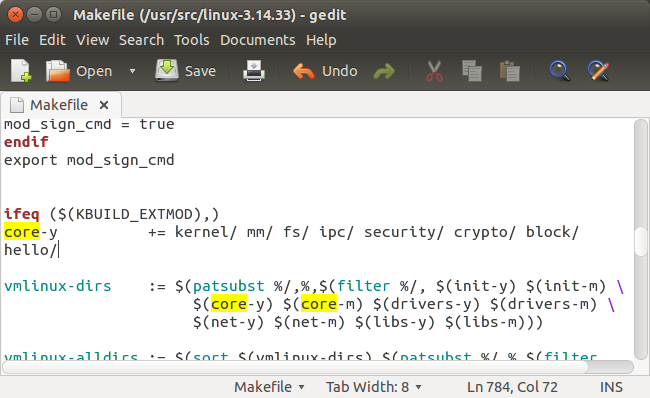 Makefile (/usr/src/linux-3.14.33) - gedit
File Edit View Search Tools Documents Help
Open Save Undo
Makefile ×
mod_sign_cmd = true
endif
export mod_sign_cmd
ifeq ($(KBUILD_EXTMOD),)
core-y += kernel/ mm/ fs/ ipc/ security/ crypto/ block/
hello/
vmlinux-dirs := $(patsubst %/,%,$(filter %/, $(init-y) $(init-m) \
$(core-y) $(core-m) $(drivers-y) $(drivers-m) \
$(net-y) $(net-m) $(libs-y) $(libs-m)))
vmlinux-alldirs := $(sort $(vmlinux-dirs) $(patsubst %/,%,$(filter
Makefile Tab Width: 8 Ln 784, Col 72 INS